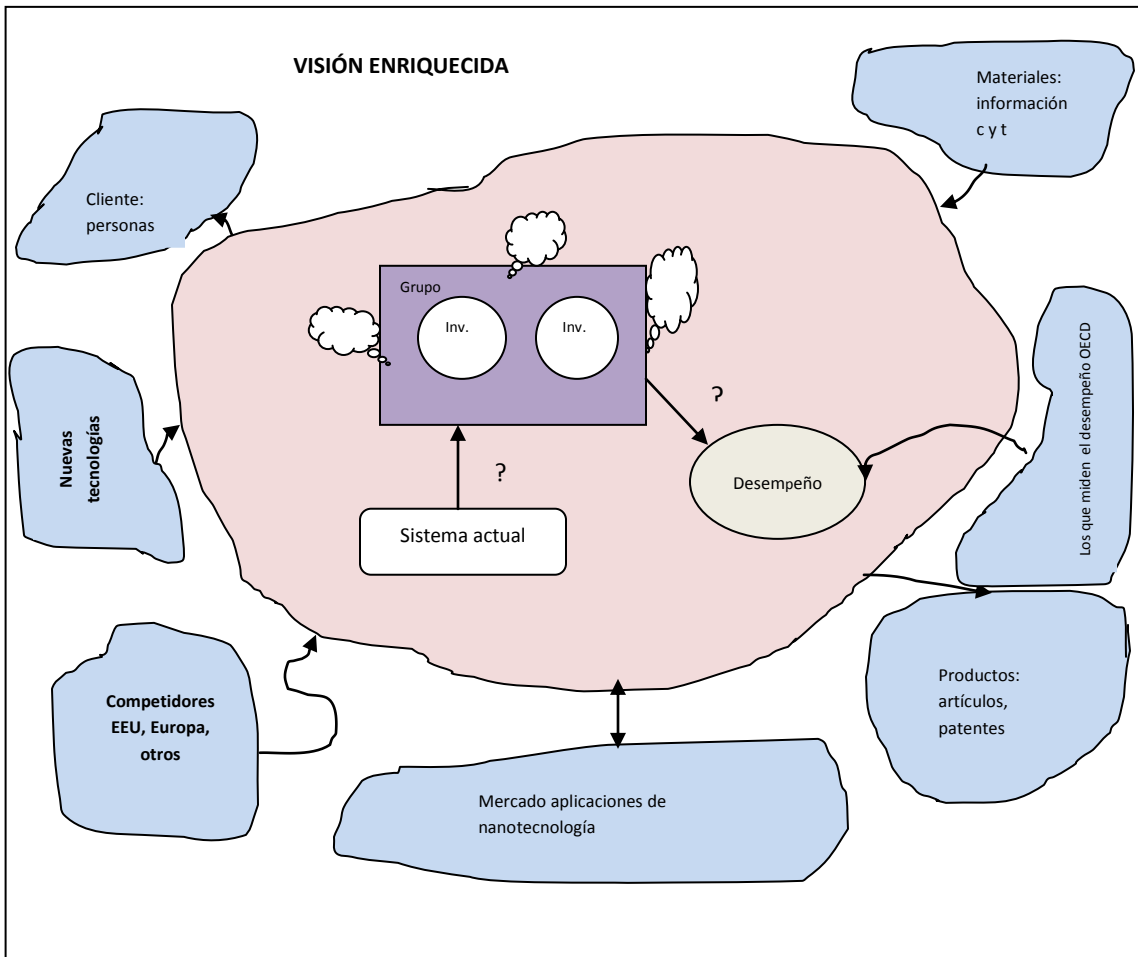 VISIÓN ENRIQUECIDA
Materiales:
información
c y t
Cliente:
personas
Grupo
Inv.
Inv.
Nuevas
tecnologías
?
?
Sistema actual
Desempeño
Los que miden el desempeño OECD
Competidores
EEU, Europa,
otros
Productos:
artículos,
patentes
Mercado aplicaciones de
nanotecnología